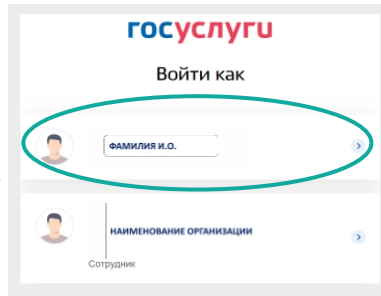 госуслуги
Войти как
ФАМИЛИЯ И.О.
НАИМЕНОВАНИЕ ОРГАНИЗАЦИИ
Сотрудник